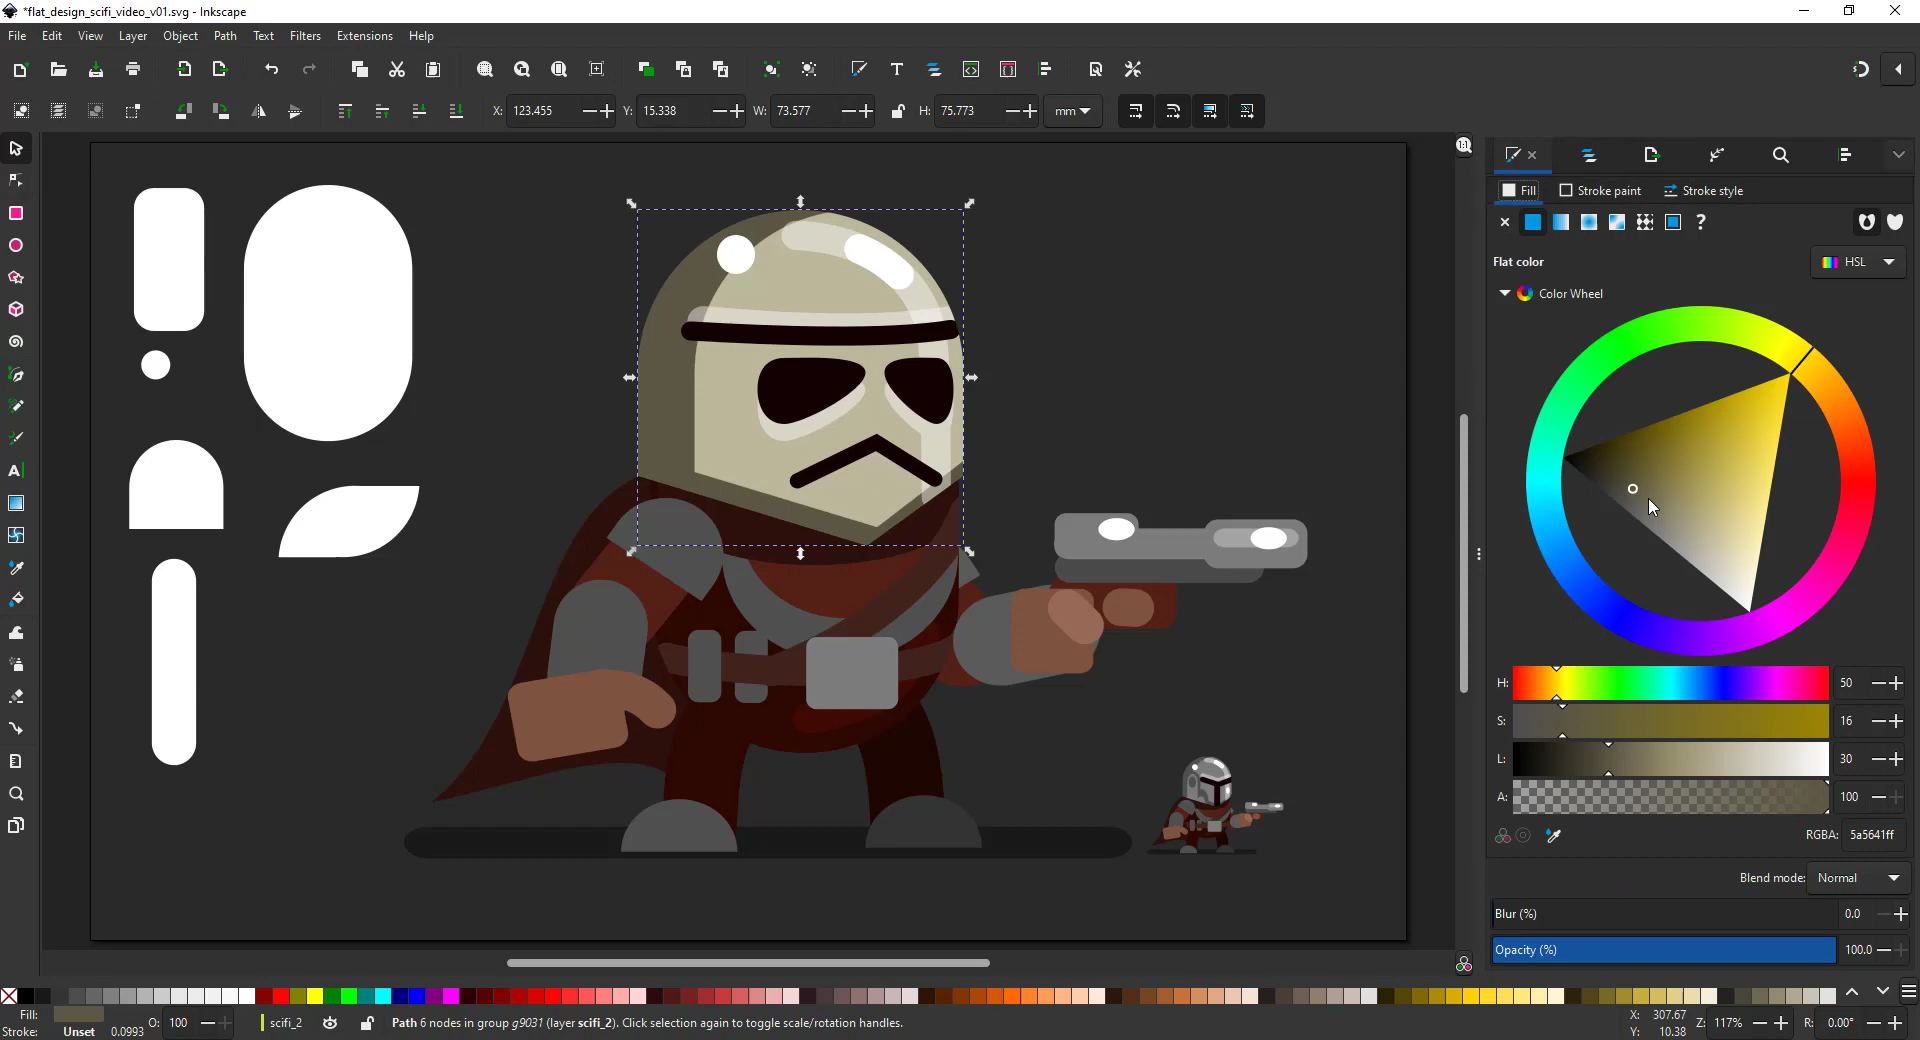 *flat_design_scifi_video_v01.svg - Inkscape
File Edit View Layer Object Path Text Filters Extensions Help
X: 123.455 Y: 15.338 W: 73.577 H: 75.773 mm
1:1
Fill Stroke paint Stroke style
?
Flat color HSL
Color Wheel
H: 50
S: 16
L: 30
A: 100
RGBA: 5a5641ff
Blend mode: Normal
Blur (%) 0.0
Opacity (%) 100.0
Fill:
Stroke: Unset 0.0993 O: 100 scifi_2 Path 6 nodes in group g9031 (layer scifi_2). Click selection again to toggle scale/rotation handles.
X: 307.67
Y: 10.38 Z: 117% R: 0.00°